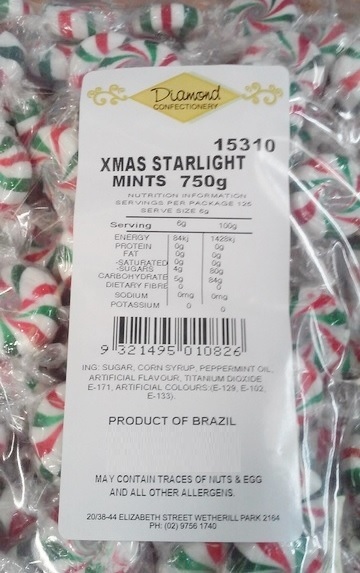 Diamond
CONFECTIONERY
15310
XMAS STARLIGHT
MINTS 750g
NUTRITION INFORMATION
SERVINGS PER PACKAGE 125
SERVE SIZE 6g
Serving 6g 100g
ENERGY 84kj 1428kj
PROTEIN 0g 0g
FAT 0g 0g
-SATURATED 0g 0g
-SUGARS 4g 80g
CARBOHYDRATE 5g 84g
DIETARY FIBRE 0 0
SODIUM 0mg 0mg
POTASSIUM 0 0
9 321495 010826
ING: SUGAR, CORN SYRUP, PEPPERMINT OIL,
ARTIFICIAL FLAVOUR, TITANIUM DIOXIDE
E-171, ARTIFICIAL COLOURS:(E-129, E-102,
E-133).
PRODUCT OF BRAZIL
MAY CONTAIN TRACES OF NUTS & EGG
AND ALL OTHER ALLERGENS.
20/38-44 ELIZABETH STREET WETHERILL PARK 2164
PH: (02) 9756 1740